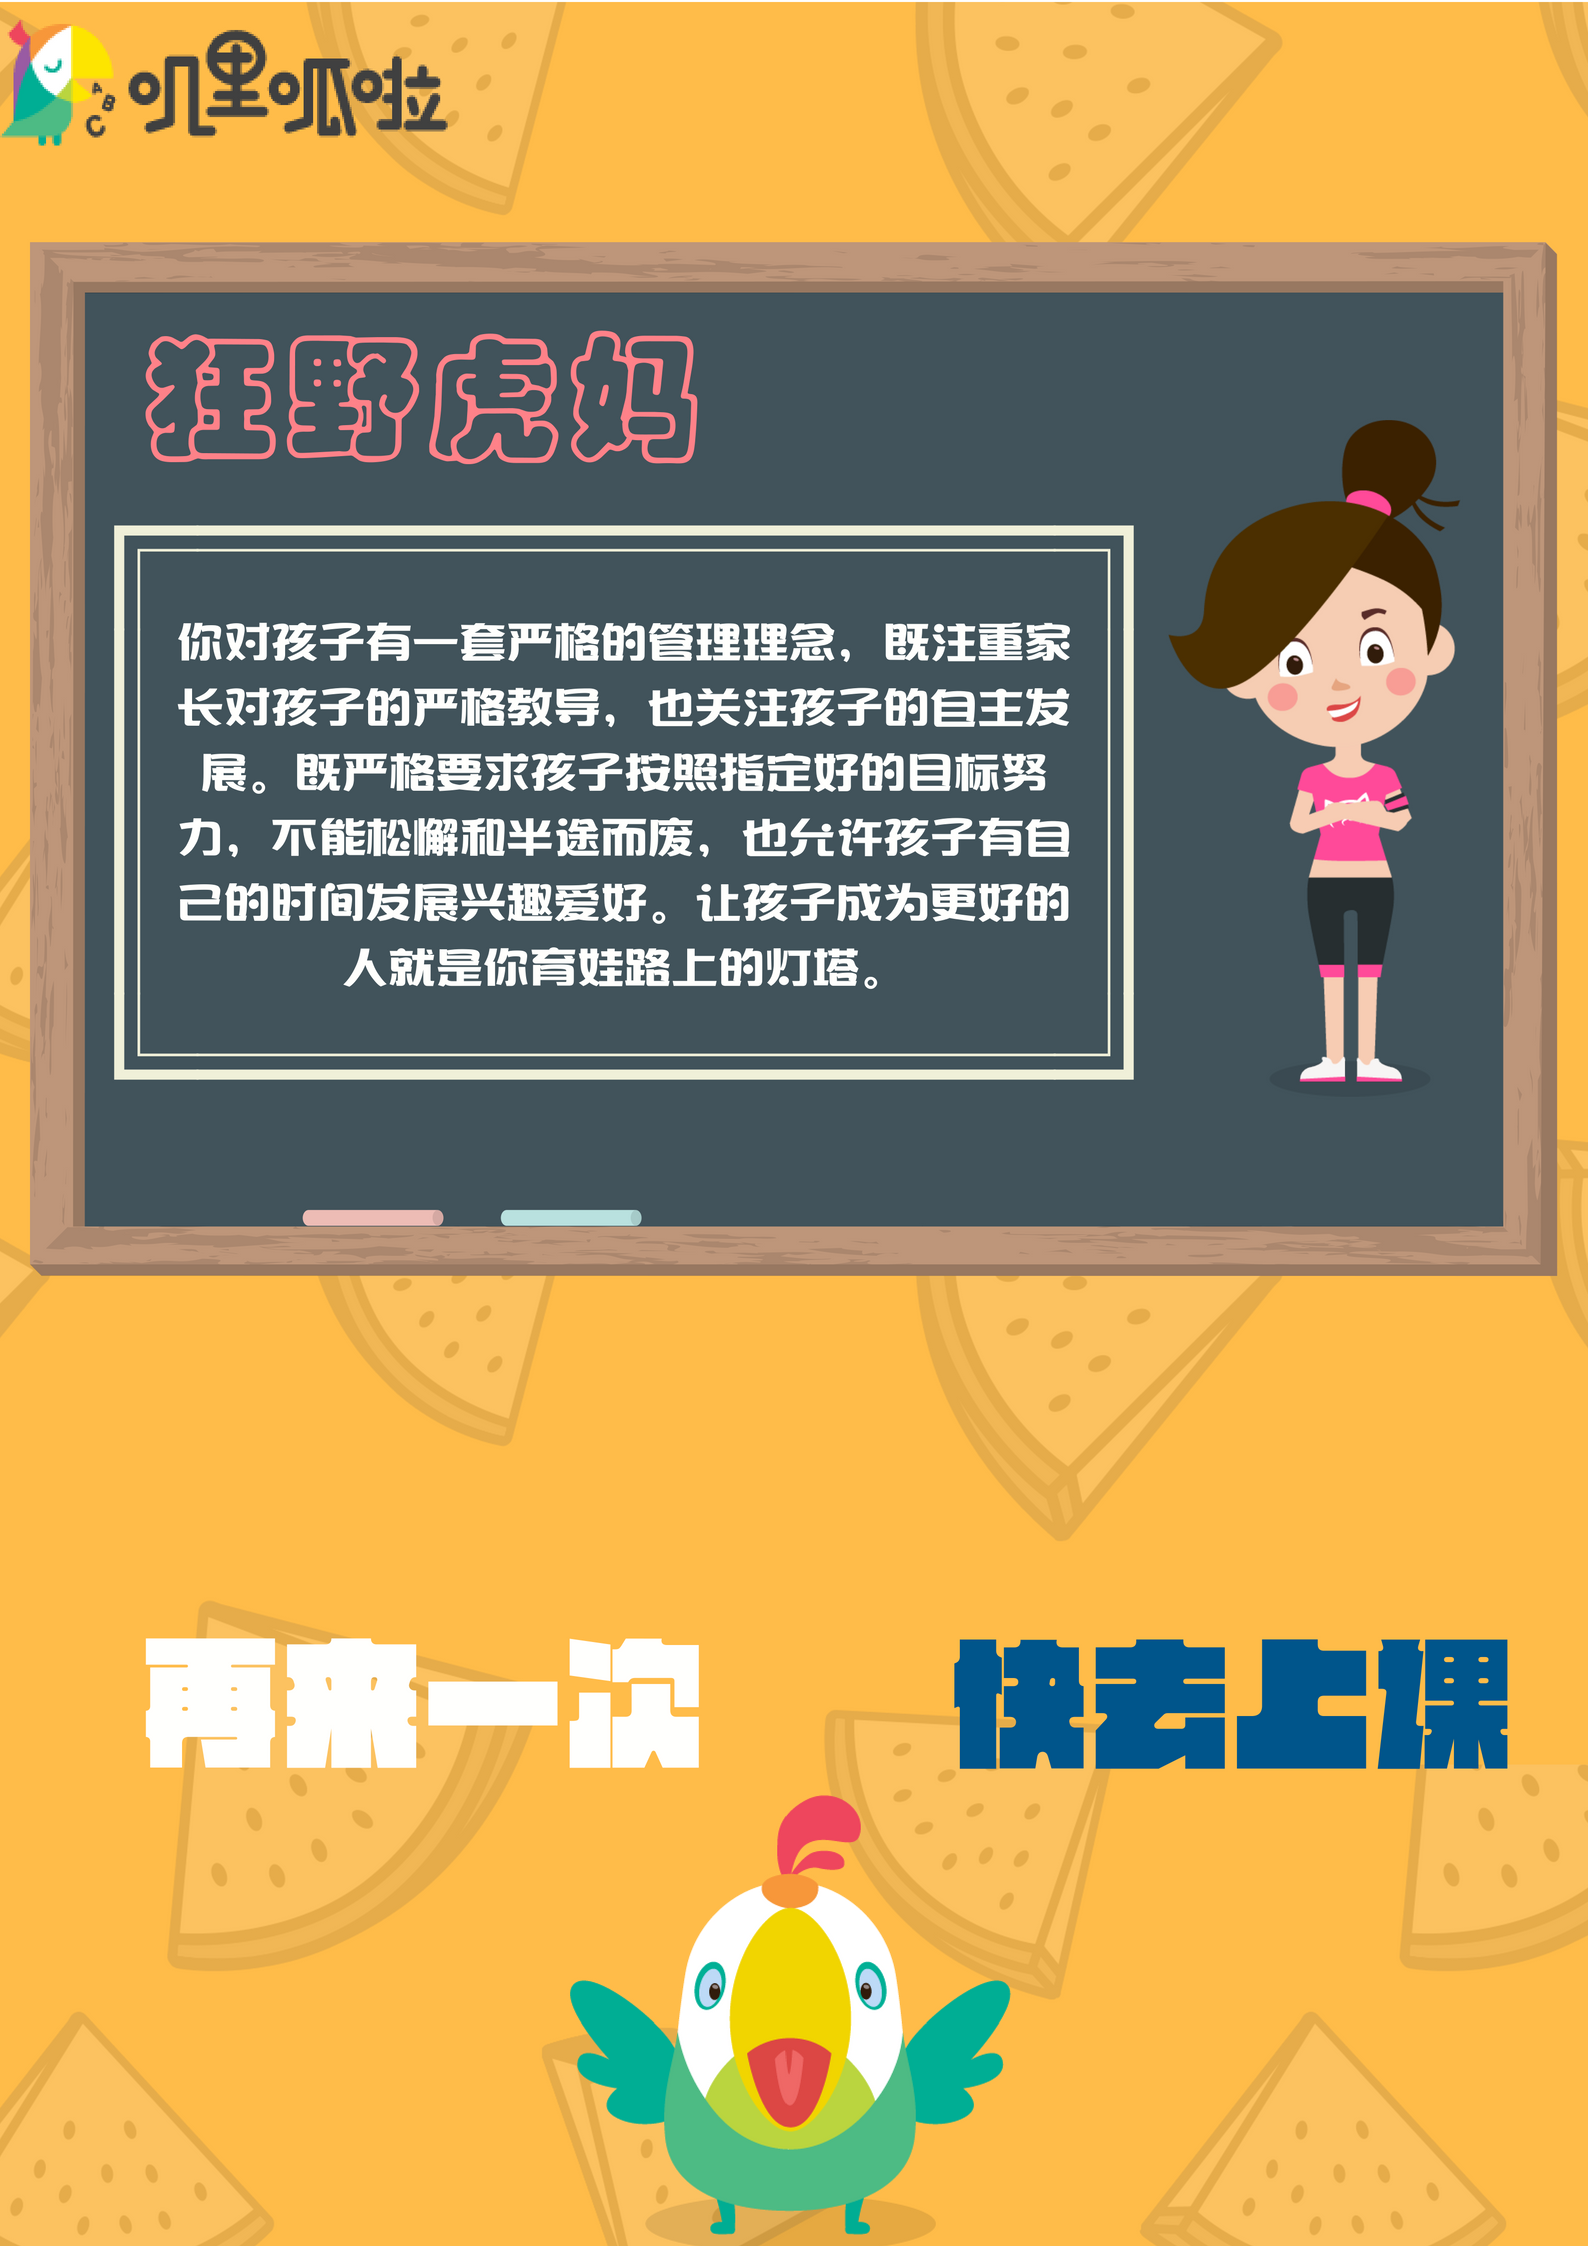 ABC
叽里呱啦
狂野虎妈
你对孩子有一套严格的管理理念，既注重家
长对孩子的严格教导，也关注孩子的自主发
展。既严格要求孩子按照指定好的目标努
力，不能松懈和半途而废，也允许孩子有自
己的时间发展兴趣爱好。让孩子成为更好的
人就是你育娃路上的灯塔。
再来一次
快去上课